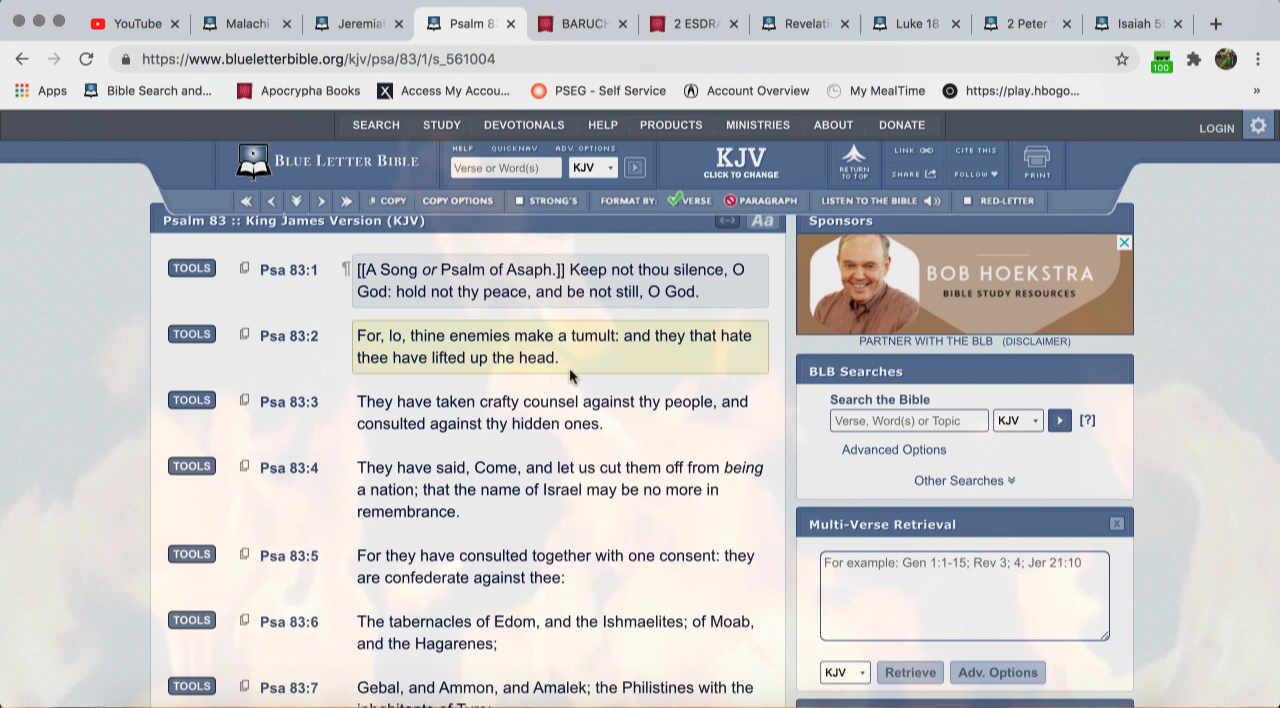 YouTube
Malachi
Jeremia
Psalm 8
BARUCH
2 ESDRA
Revelati
Luke 18
2 Peter
Isaiah 5
https://www.blueletterbible.org/kjv/psa/83/1/s_561004
100
Apps
Bible Search and...
Apocrypha Books
Access My Accou...
PSEG - Self Service
Account Overview
My MealTime
https://play.hbogo...
»
SEARCH STUDY DEVOTIONALS HELP PRODUCTS MINISTRIES ABOUT DONATE
LOGIN
BLUE LETTER BIBLE
HELP QUICKNAV ADV. OPTIONS
Verse or Word(s) KJV
KJV
CLICK TO CHANGE
RETURN
TO TOP
LINK
CITE THIS
SHARE
FOLLOW
PRINT
COPY COPY OPTIONS STRONG'S FORMAT BY: VERSE PARAGRAPH LISTEN TO THE BIBLE RED-LETTER
Psalm 83 :: King James Version (KJV)
Aa
TOOLS Psa 83:1 ¶ [[A Song or Psalm of Asaph.]] Keep not thou silence, O
God: hold not thy peace, and be not still, O God.
TOOLS Psa 83:2 For, lo, thine enemies make a tumult: and they that hate
thee have lifted up the head.
TOOLS Psa 83:3 They have taken crafty counsel against thy people, and
consulted against thy hidden ones.
TOOLS Psa 83:4 They have said, Come, and let us cut them off from being
a nation; that the name of Israel may be no more in
remembrance.
TOOLS Psa 83:5 For they have consulted together with one consent: they
are confederate against thee:
TOOLS Psa 83:6 The tabernacles of Edom, and the Ishmaelites; of Moab,
and the Hagarenes;
TOOLS Psa 83:7 Gebal, and Ammon, and Amalek; the Philistines with the
inhabitants of Tyre;
Sponsors
BOB HOEKSTRA
BIBLE STUDY RESOURCES
PARTNER WITH THE BLB (DISCLAIMER)
BLB Searches
Search the Bible
Verse, Word(s) or Topic KJV [?]
Advanced Options
Other Searches
Multi-Verse Retrieval
For example: Gen 1:1-15; Rev 3; 4; Jer 21:10
KJV Retrieve Adv. Options